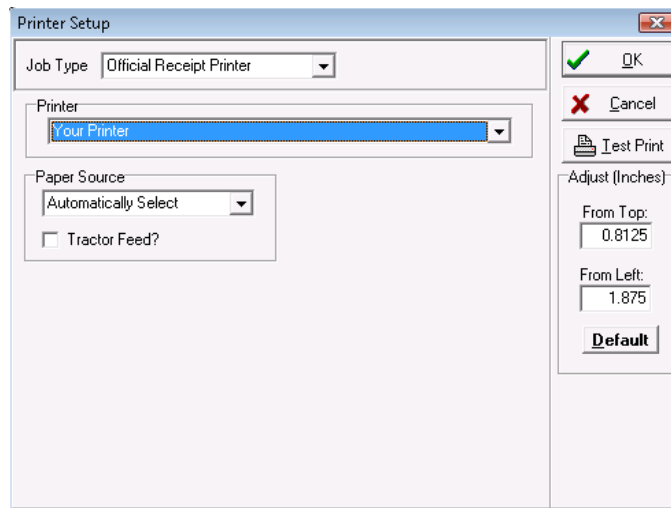 Printer Setup
Job Type Official Receipt Printer
Printer
Your Printer
Paper Source
Automatically Select
Tractor Feed?
OK
Cancel
Test Print
Adjust (Inches)
From Top:
0.8125
From Left:
1.875
Default